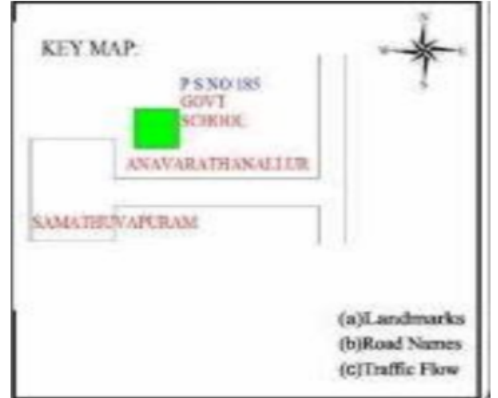 N
KEY MAP:
W E
S
P S NO 185
GOVT
SCHOOL
ANAVARATHANALLUR
SAMATHUVAPURAM
(a)Landmarks
(b)Road Names
(c)Traffic Flow